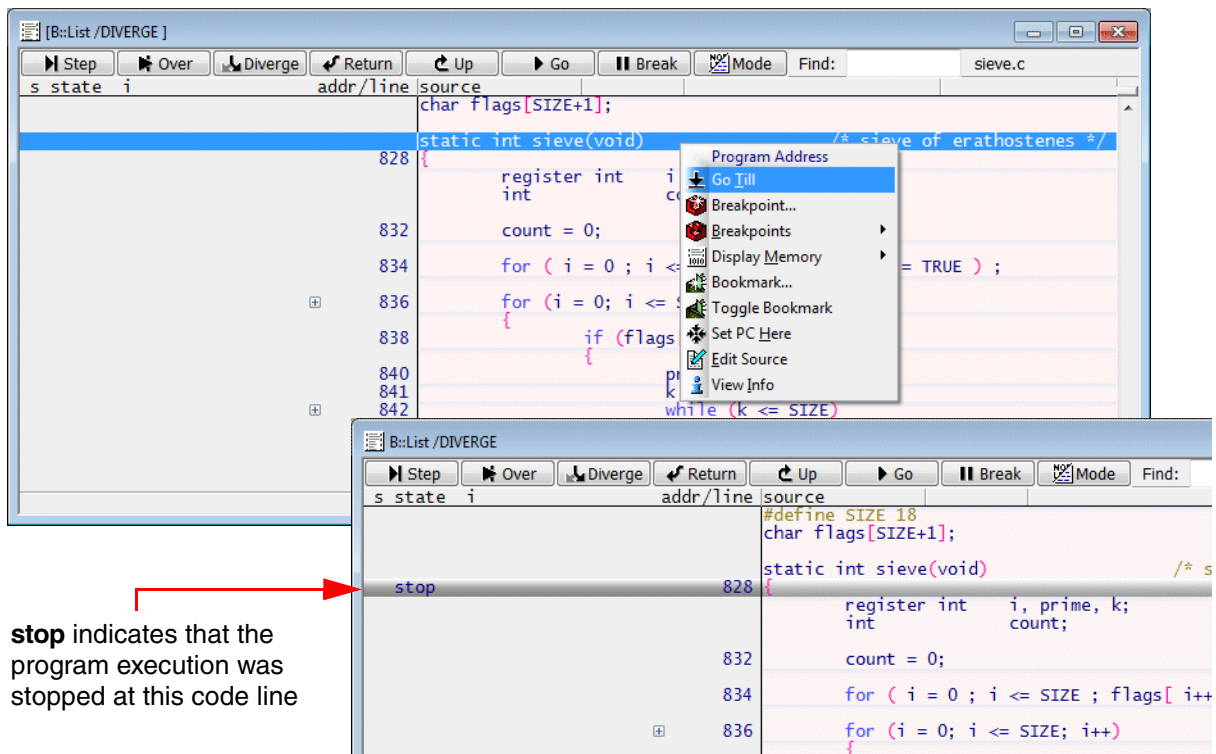 [B::List /DIVERGE ]
Step Over Diverge Return Up Go Break Mode Find: sieve.c
s state i addr/line source
char flags[SIZE+1];
static int sieve(void) /* sieve of erathostenes */
828 {
register int i
int co
832 count = 0;
834 for ( i = 0 ; i <= = TRUE ) ;
836 for (i = 0; i <= S
{
838 if (flags
{
840 pr
841 k
842 while (k <= SIZE)
Program Address
Go Till
Breakpoint...
Breakpoints
Display Memory
Bookmark...
Toggle Bookmark
Set PC Here
Edit Source
View Info
B::List /DIVERGE
Step Over Diverge Return Up Go Break Mode Find:
s state i addr/line source
#define SIZE 18
char flags[SIZE+1];
static int sieve(void) /* s
stop 828 {
register int i, prime, k;
int count;
832 count = 0;
834 for ( i = 0 ; i <= SIZE ; flags[ i++
836 for (i = 0; i <= SIZE; i++)
{
stop indicates that the
program execution was
stopped at this code line